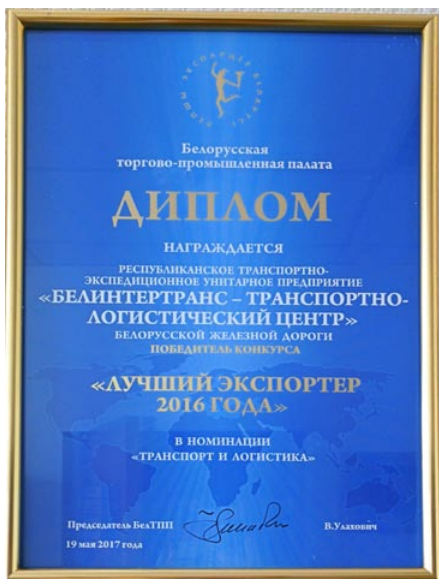 Белорусская
торгово-промышленная палата
ДИПЛОМ
НАГРАЖДАЕТСЯ
РЕСПУБЛИКАНСКОЕ ТРАНСПОРТНО-
ЭКСПЕДИЦИОННОЕ УНИТАРНОЕ ПРЕДПРИЯТИЕ
«БЕЛИНТЕРТРАНС – ТРАНСПОРТНО-
ЛОГИСТИЧЕСКИЙ ЦЕНТР»
БЕЛОРУССКОЙ ЖЕЛЕЗНОЙ ДОРОГИ
ПОБЕДИТЕЛЬ КОНКУРСА
«ЛУЧШИЙ ЭКСПОРТЕР
2016 ГОДА»
В НОМИНАЦИИ
«ТРАНСПОРТ И ЛОГИСТИКА»
Председатель БелТПП
В.Улахович
19 мая 2017 года